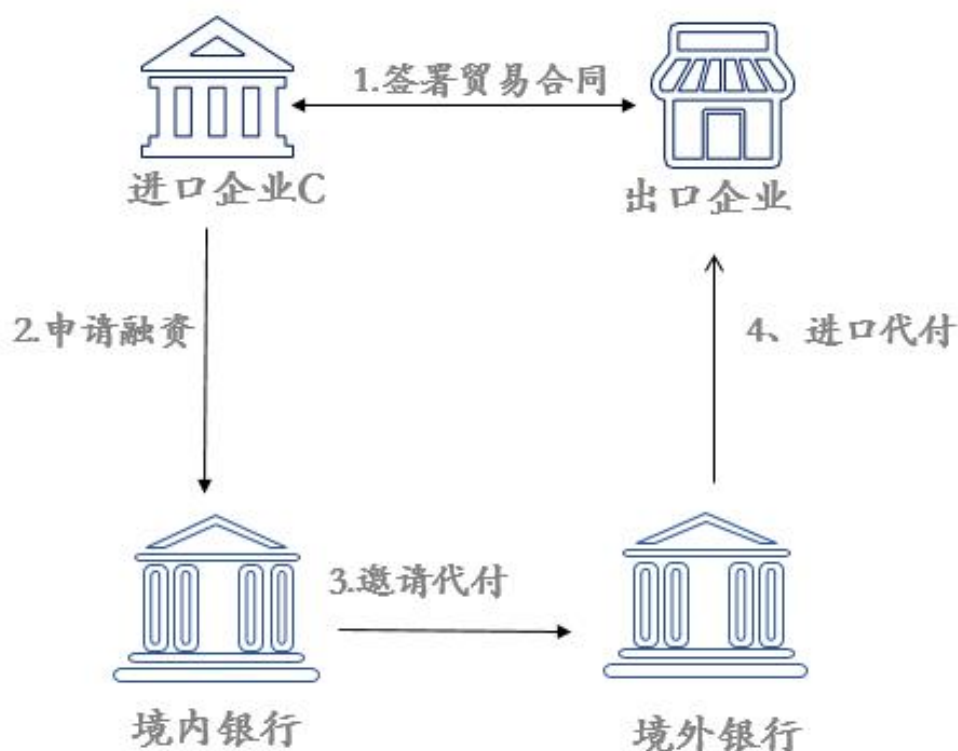 1.签署贸易合同
进口企业C
出口企业
2.申请融资
4、进口代付
3.邀请代付
境内银行
境外银行